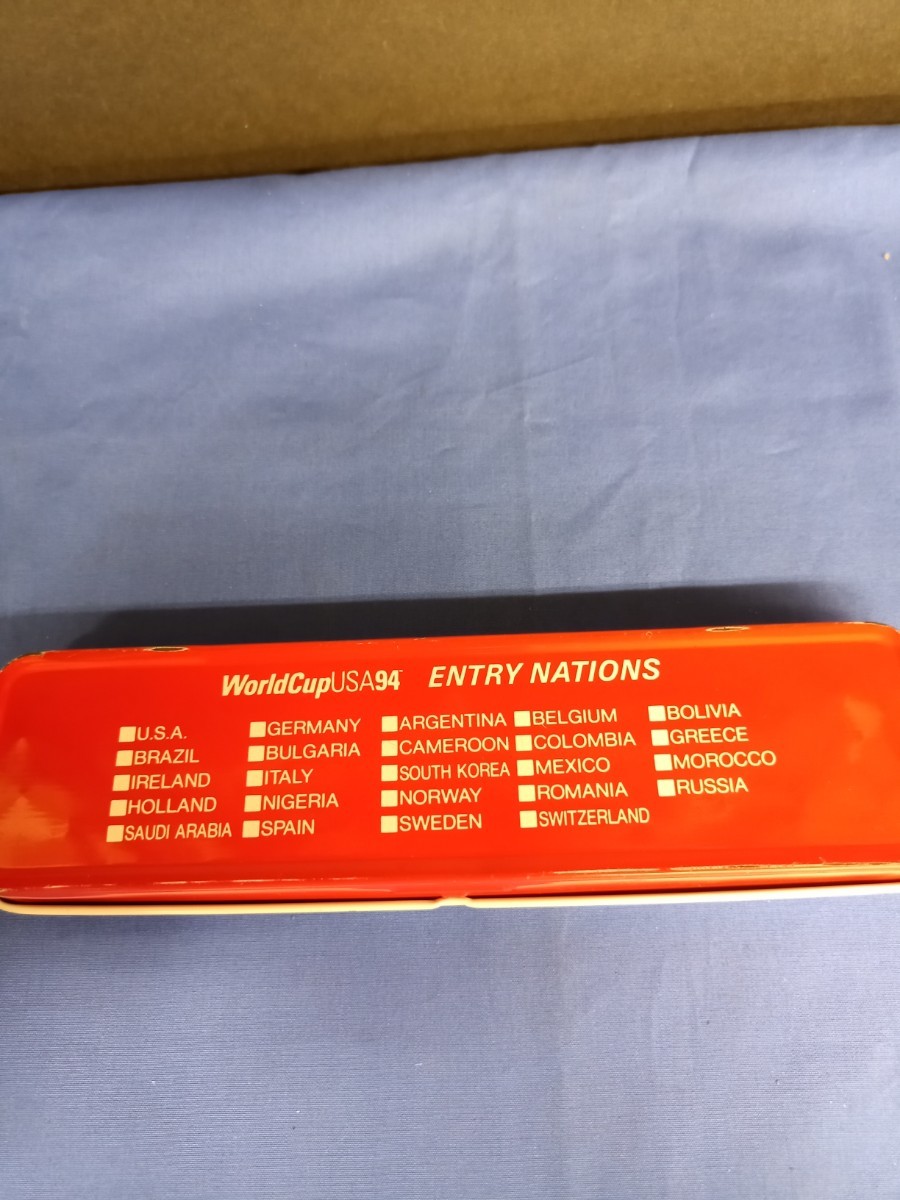 WorldCupUSA94™ ENTRY NATIONS
■U.S.A. ■GERMANY ■ARGENTINA ■BELGIUM ■BOLIVIA
■BRAZIL ■BULGARIA ■CAMEROON ■COLOMBIA ■GREECE
■IRELAND ■ITALY ■SOUTH KOREA ■MEXICO ■MOROCCO
■HOLLAND ■NIGERIA ■NORWAY ■ROMANIA ■RUSSIA
■SAUDI ARABIA ■SPAIN ■SWEDEN ■SWITZERLAND